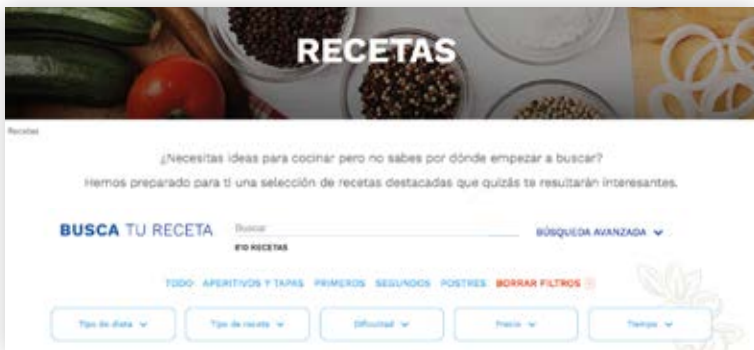 RECETAS
Recetas
¿Necesitas ideas para cocinar pero no sabes por dónde empezar a buscar?
Hemos preparado para ti una selección de recetas destacadas que quizás te resultarán interesantes.
BUSCA TU RECETA Buscar BÚSQUEDA AVANZADA
810 RECETAS
TODO APERITIVOS Y TAPAS PRIMEROS SEGUNDOS POSTRES BORRAR FILTROS
Tipo de dieta Tipo de receta Dificultad Precio Tiempo